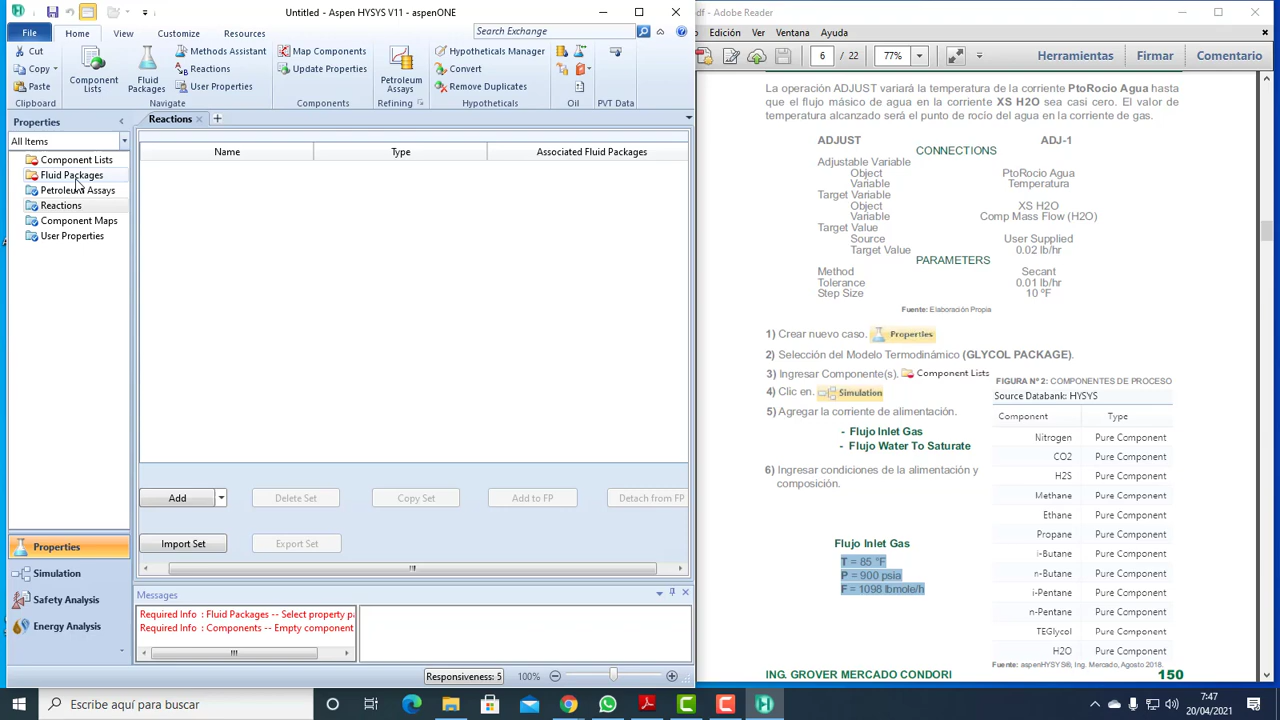 Untitled - Aspen HYSYS V11 - aspenONE
File
Home
View
Customize
Resources
Search Exchange
Cut
Copy
Paste
Clipboard
Component Lists
Fluid Packages
Methods Assistant
Reactions
User Properties
Navigate
Map Components
Update Properties
Components
Petroleum Assays
Refining
Hypotheticals Manager
Convert
Remove Duplicates
Hypotheticals
Oil
PVT Data
Properties
All Items
Component Lists
Fluid Packages
Petroleum Assays
Reactions
Component Maps
User Properties
Properties
Simulation
Safety Analysis
Energy Analysis
Reactions
Name
Type
Associated Fluid Packages
Add
Delete Set
Copy Set
Add to FP
Detach from FP
Import Set
Export Set
Messages
Required Info : Fluid Packages -- Select property pa
Required Info : Components -- Empty component
Responsiveness: 5
100%
df - Adobe Reader
Edición Ver Ventana Ayuda
6 / 22
77%
Herramientas
Firmar
Comentario
La operación ADJUST variará la temperatura de la corriente PtoRocio Agua hasta
que el flujo másico de agua en la corriente XS H2O sea casi cero. El valor de
temperatura alcanzado será el punto de rocío del agua en la corriente de gas.
ADJUST ADJ-1
CONNECTIONS
Adjustable Variable
Object PtoRocio Agua
Variable Temperatura
Target Variable
Object XS H2O
Variable Comp Mass Flow (H2O)
Target Value
Source User Supplied
Target Value 0.02 lb/hr
PARAMETERS
Method Secant
Tolerance 0.01 lb/hr
Step Size 10 ºF
Fuente: Elaboración Propia
1) Crear nuevo caso. Properties
2) Selección del Modelo Termodinámico (GLYCOL PACKAGE).
3) Ingresar Componente(s). Component Lists
4) Clic en. Simulation
5) Agregar la corriente de alimentación.
- Flujo Inlet Gas
- Flujo Water To Saturate
6) Ingresar condiciones de la alimentación y
composición.
Flujo Inlet Gas
T = 85 °F
P = 900 psia
F = 1098 lbmole/h
FIGURA Nº 2: COMPONENTES DE PROCESO
Source Databank: HYSYS
Component Type
Nitrogen Pure Component
CO2 Pure Component
H2S Pure Component
Methane Pure Component
Ethane Pure Component
Propane Pure Component
i-Butane Pure Component
n-Butane Pure Component
i-Pentane Pure Component
n-Pentane Pure Component
TEGlycol Pure Component
H2O Pure Component
Fuente: aspenHYSYS®, Ing. Mercado, Agosto 2018.
ING. GROVER MERCADO CONDORI 150
Escribe aquí para buscar
7:47
20/04/2021